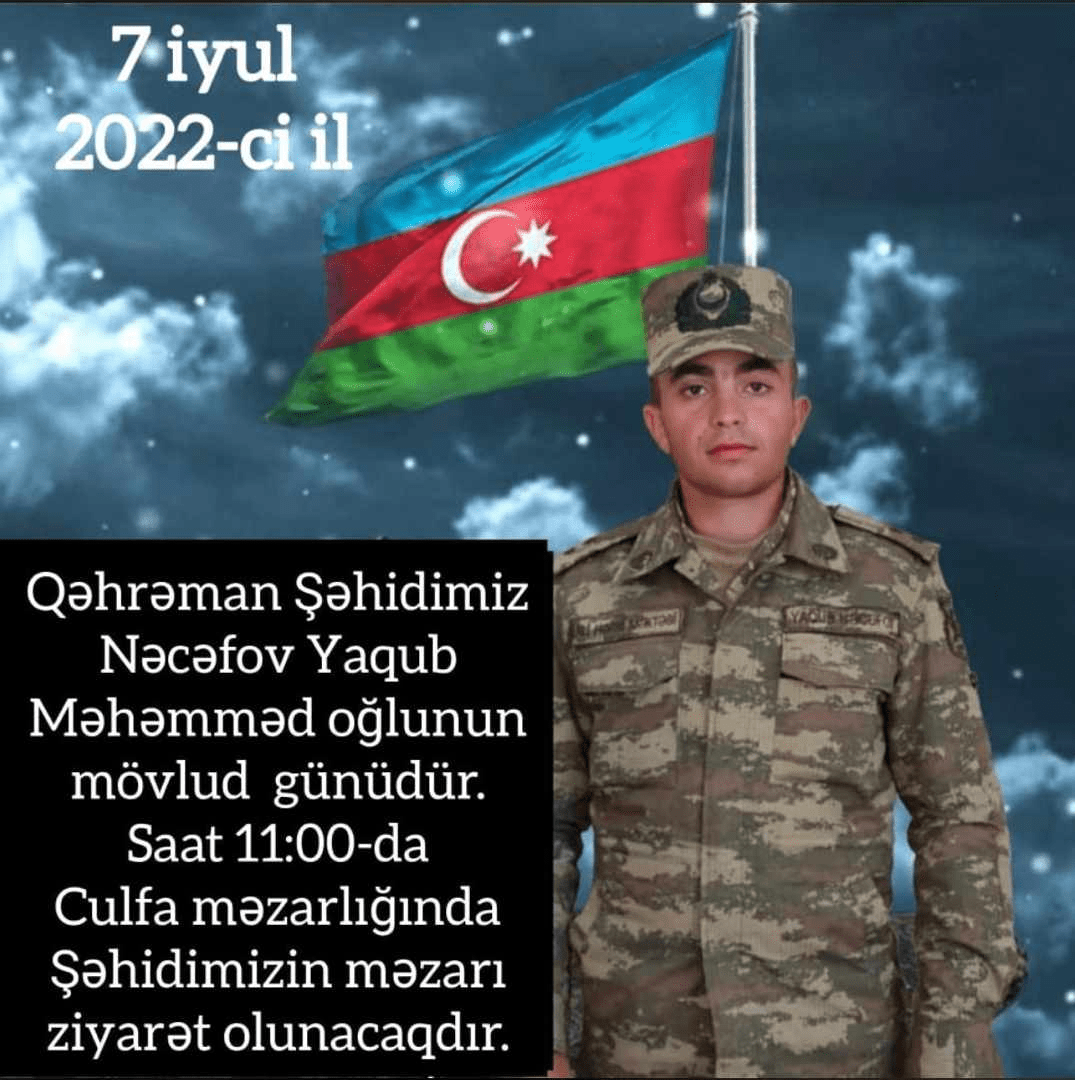 7 iyul
2022-ci il
YAQUB
Qəhrəman Şəhidimiz
Nəcəfov Yaqub
Məhəmməd oğlunun
mövlud günüdür.
Saat 11:00-da
Culfa məzarlığında
Şəhidimizin məzarı
ziyarət olunacaqdır.